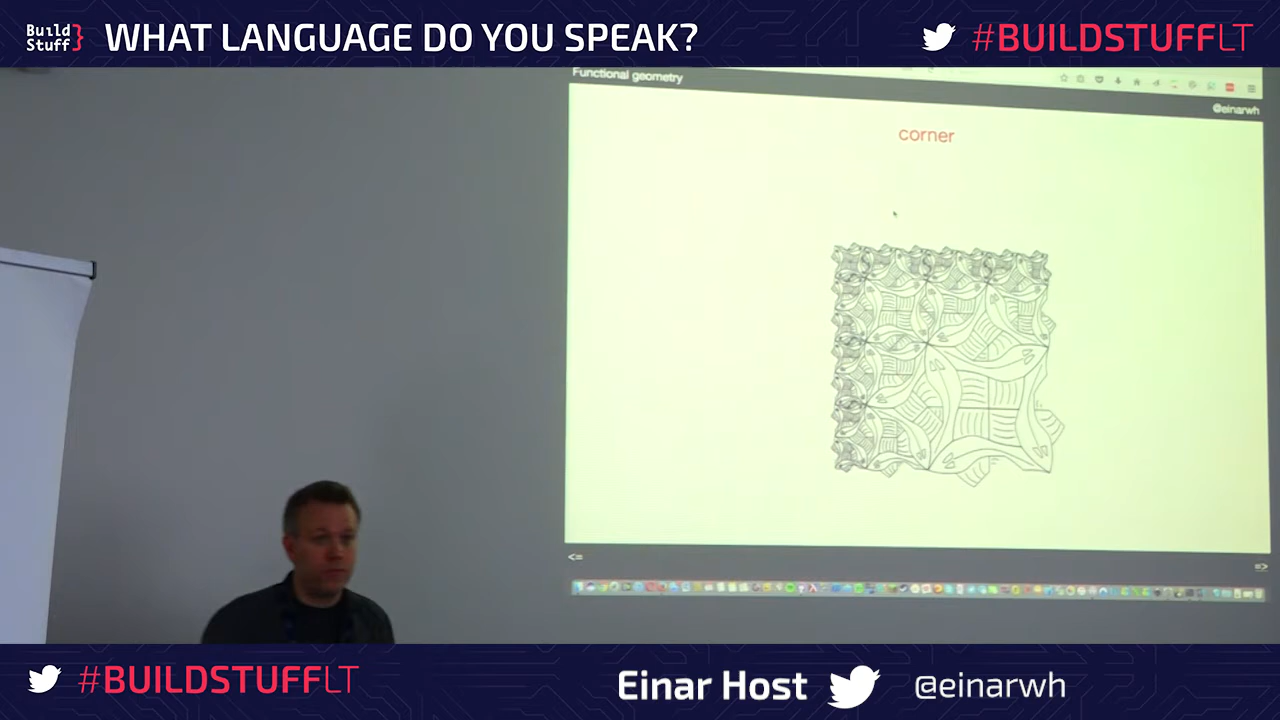 Build
Stuff}
WHAT LANGUAGE DO YOU SPEAK?
#BUILDSTUFFLT
Functional geometry
@einarwh
corner
<=
=>
#BUILDSTUFFLT
Einar Host
@einarwh